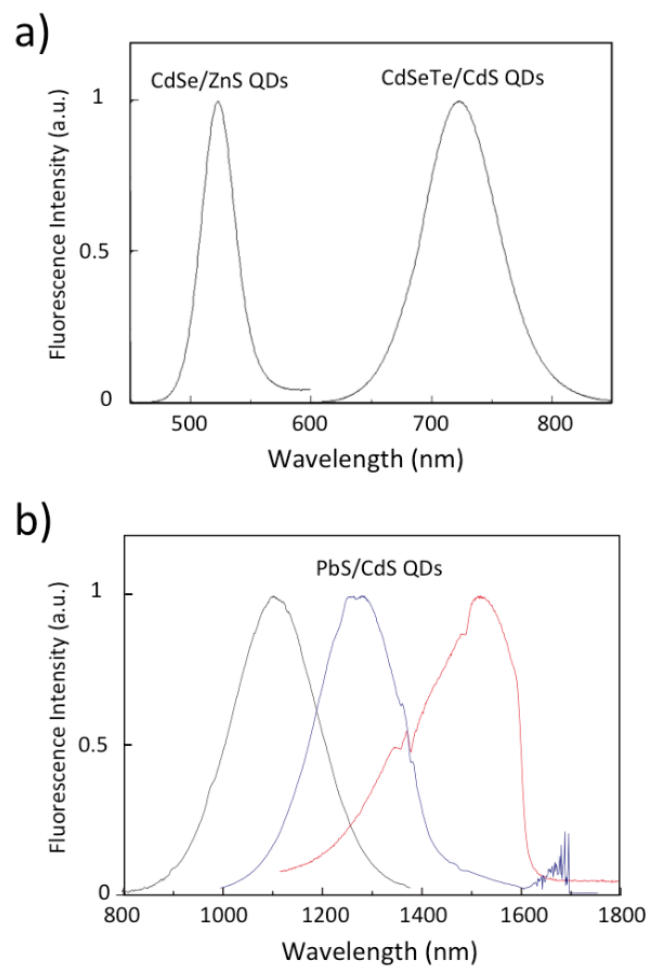 a)
CdSe/ZnS QDs
CdSeTe/CdS QDs
Fluorescence Intensity (a.u.)
1
0.5
0
500
600
700
800
Wavelength (nm)
b)
PbS/CdS QDs
Fluorescence Intensity (a.u.)
1
0.5
0
800
1000
1200
1400
1600
1800
Wavelength (nm)